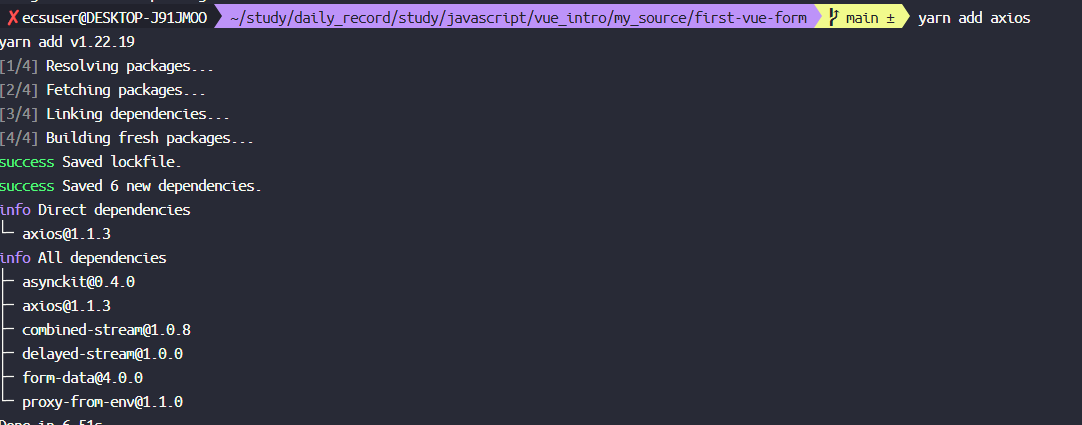 ✗ ecsuser@DESKTOP-J91JMOO ~/study/daily_record/study/javascript/vue_intro/my_source/first-vue-form main ± yarn add axios
yarn add v1.22.19
[1/4] Resolving packages...
[2/4] Fetching packages...
[3/4] Linking dependencies...
[4/4] Building fresh packages...
success Saved lockfile.
success Saved 6 new dependencies.
info Direct dependencies
└─ axios@1.1.3
info All dependencies
├─ asynckit@0.4.0
├─ axios@1.1.3
├─ combined-stream@1.0.8
├─ delayed-stream@1.0.0
├─ form-data@4.0.0
└─ proxy-from-env@1.1.0
Done in 6.51s